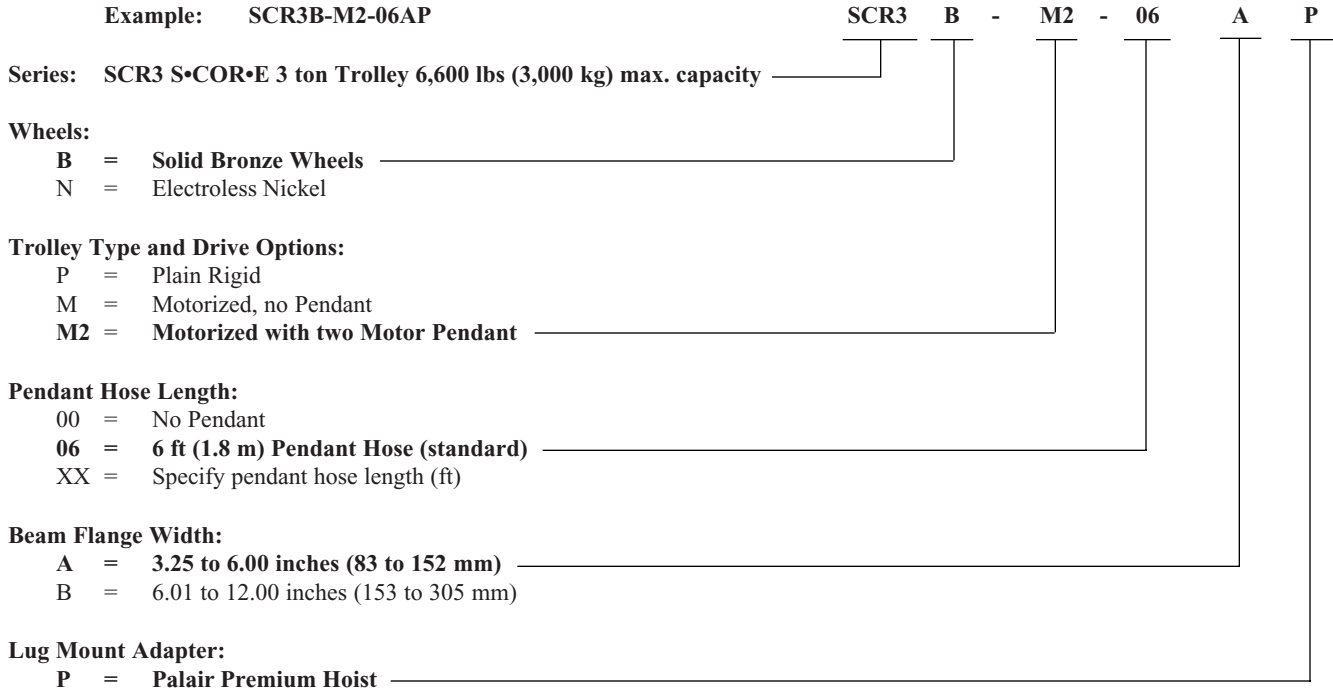 Example: SCR3B-M2-06AP SCR3 B - M2 - 06 A P
Series: SCR3 S•COR•E 3 ton Trolley 6,600 lbs (3,000 kg) max. capacity
Wheels:
B = Solid Bronze Wheels
N = Electroless Nickel
Trolley Type and Drive Options:
P = Plain Rigid
M = Motorized, no Pendant
M2 = Motorized with two Motor Pendant
Pendant Hose Length:
00 = No Pendant
06 = 6 ft (1.8 m) Pendant Hose (standard)
XX = Specify pendant hose length (ft)
Beam Flange Width:
A = 3.25 to 6.00 inches (83 to 152 mm)
B = 6.01 to 12.00 inches (153 to 305 mm)
Lug Mount Adapter:
P = Palair Premium Hoist